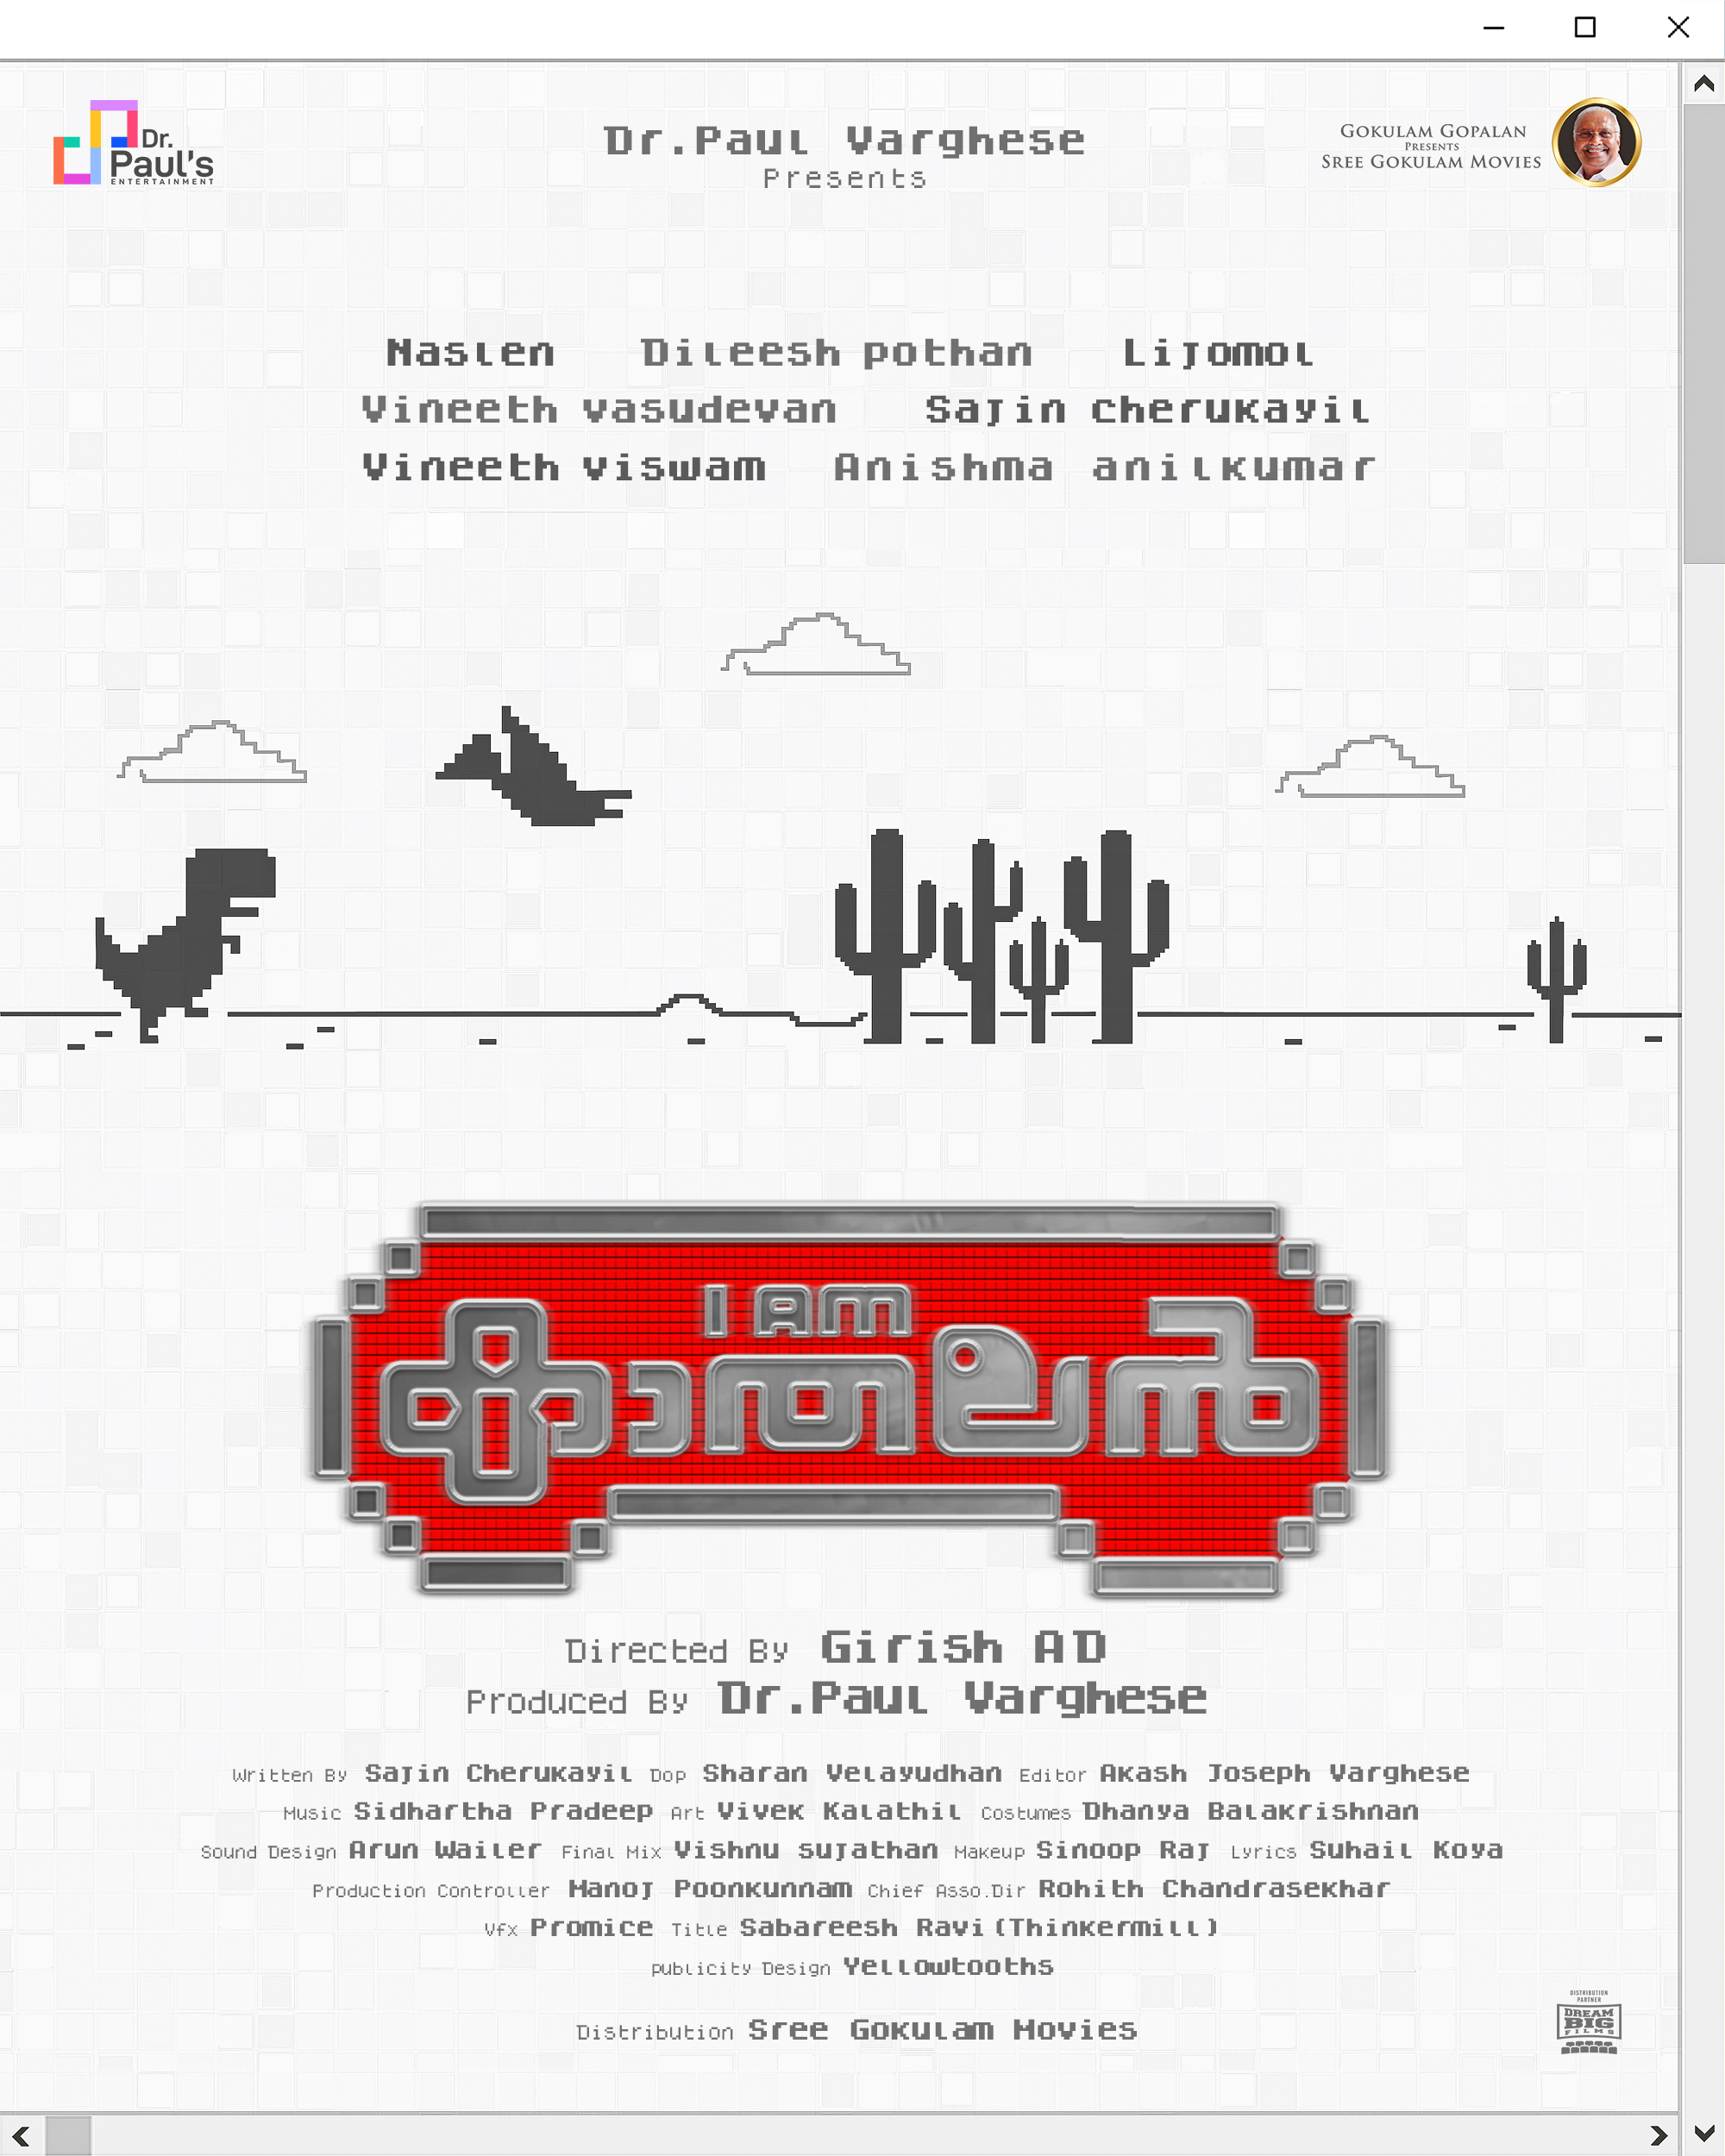 Dr.
Paul's
ENTERTAINMENT
Dr.Paul Varghese
Presents
GOKULAM GOPALAN
PRESENTS
SREE GOKULAM MOVIES
Naslen Dileesh pothan Lijomol
Vineeth vasudevan Sajin cherukayil
Vineeth viswam Anishma anilkumar
I AM
കാതലൻ
Directed By Girish AD
Produced By Dr.Paul Varghese
Written By Sajin Cherukayil Dop Sharan Velayudhan Editor Akash Joseph Varghese
Music Sidhartha Pradeep Art Vivek Kalathil Costumes Dhanya Balakrishnan
Sound Design Arun Wailer Final Mix Vishnu sujathan Makeup Sinoop Raj Lyrics Suhail Koya
Production Controller Manoj Poonkunnam Chief Asso.Dir Rohith Chandrasekhar
Vfx Promice Title Sabareesh Ravi(Thinkermill)
publicity Design Yellowtooths
Distribution Sree Gokulam Movies
DISTRIBUTION
PARTNER
DREAM
BIG
FILMS